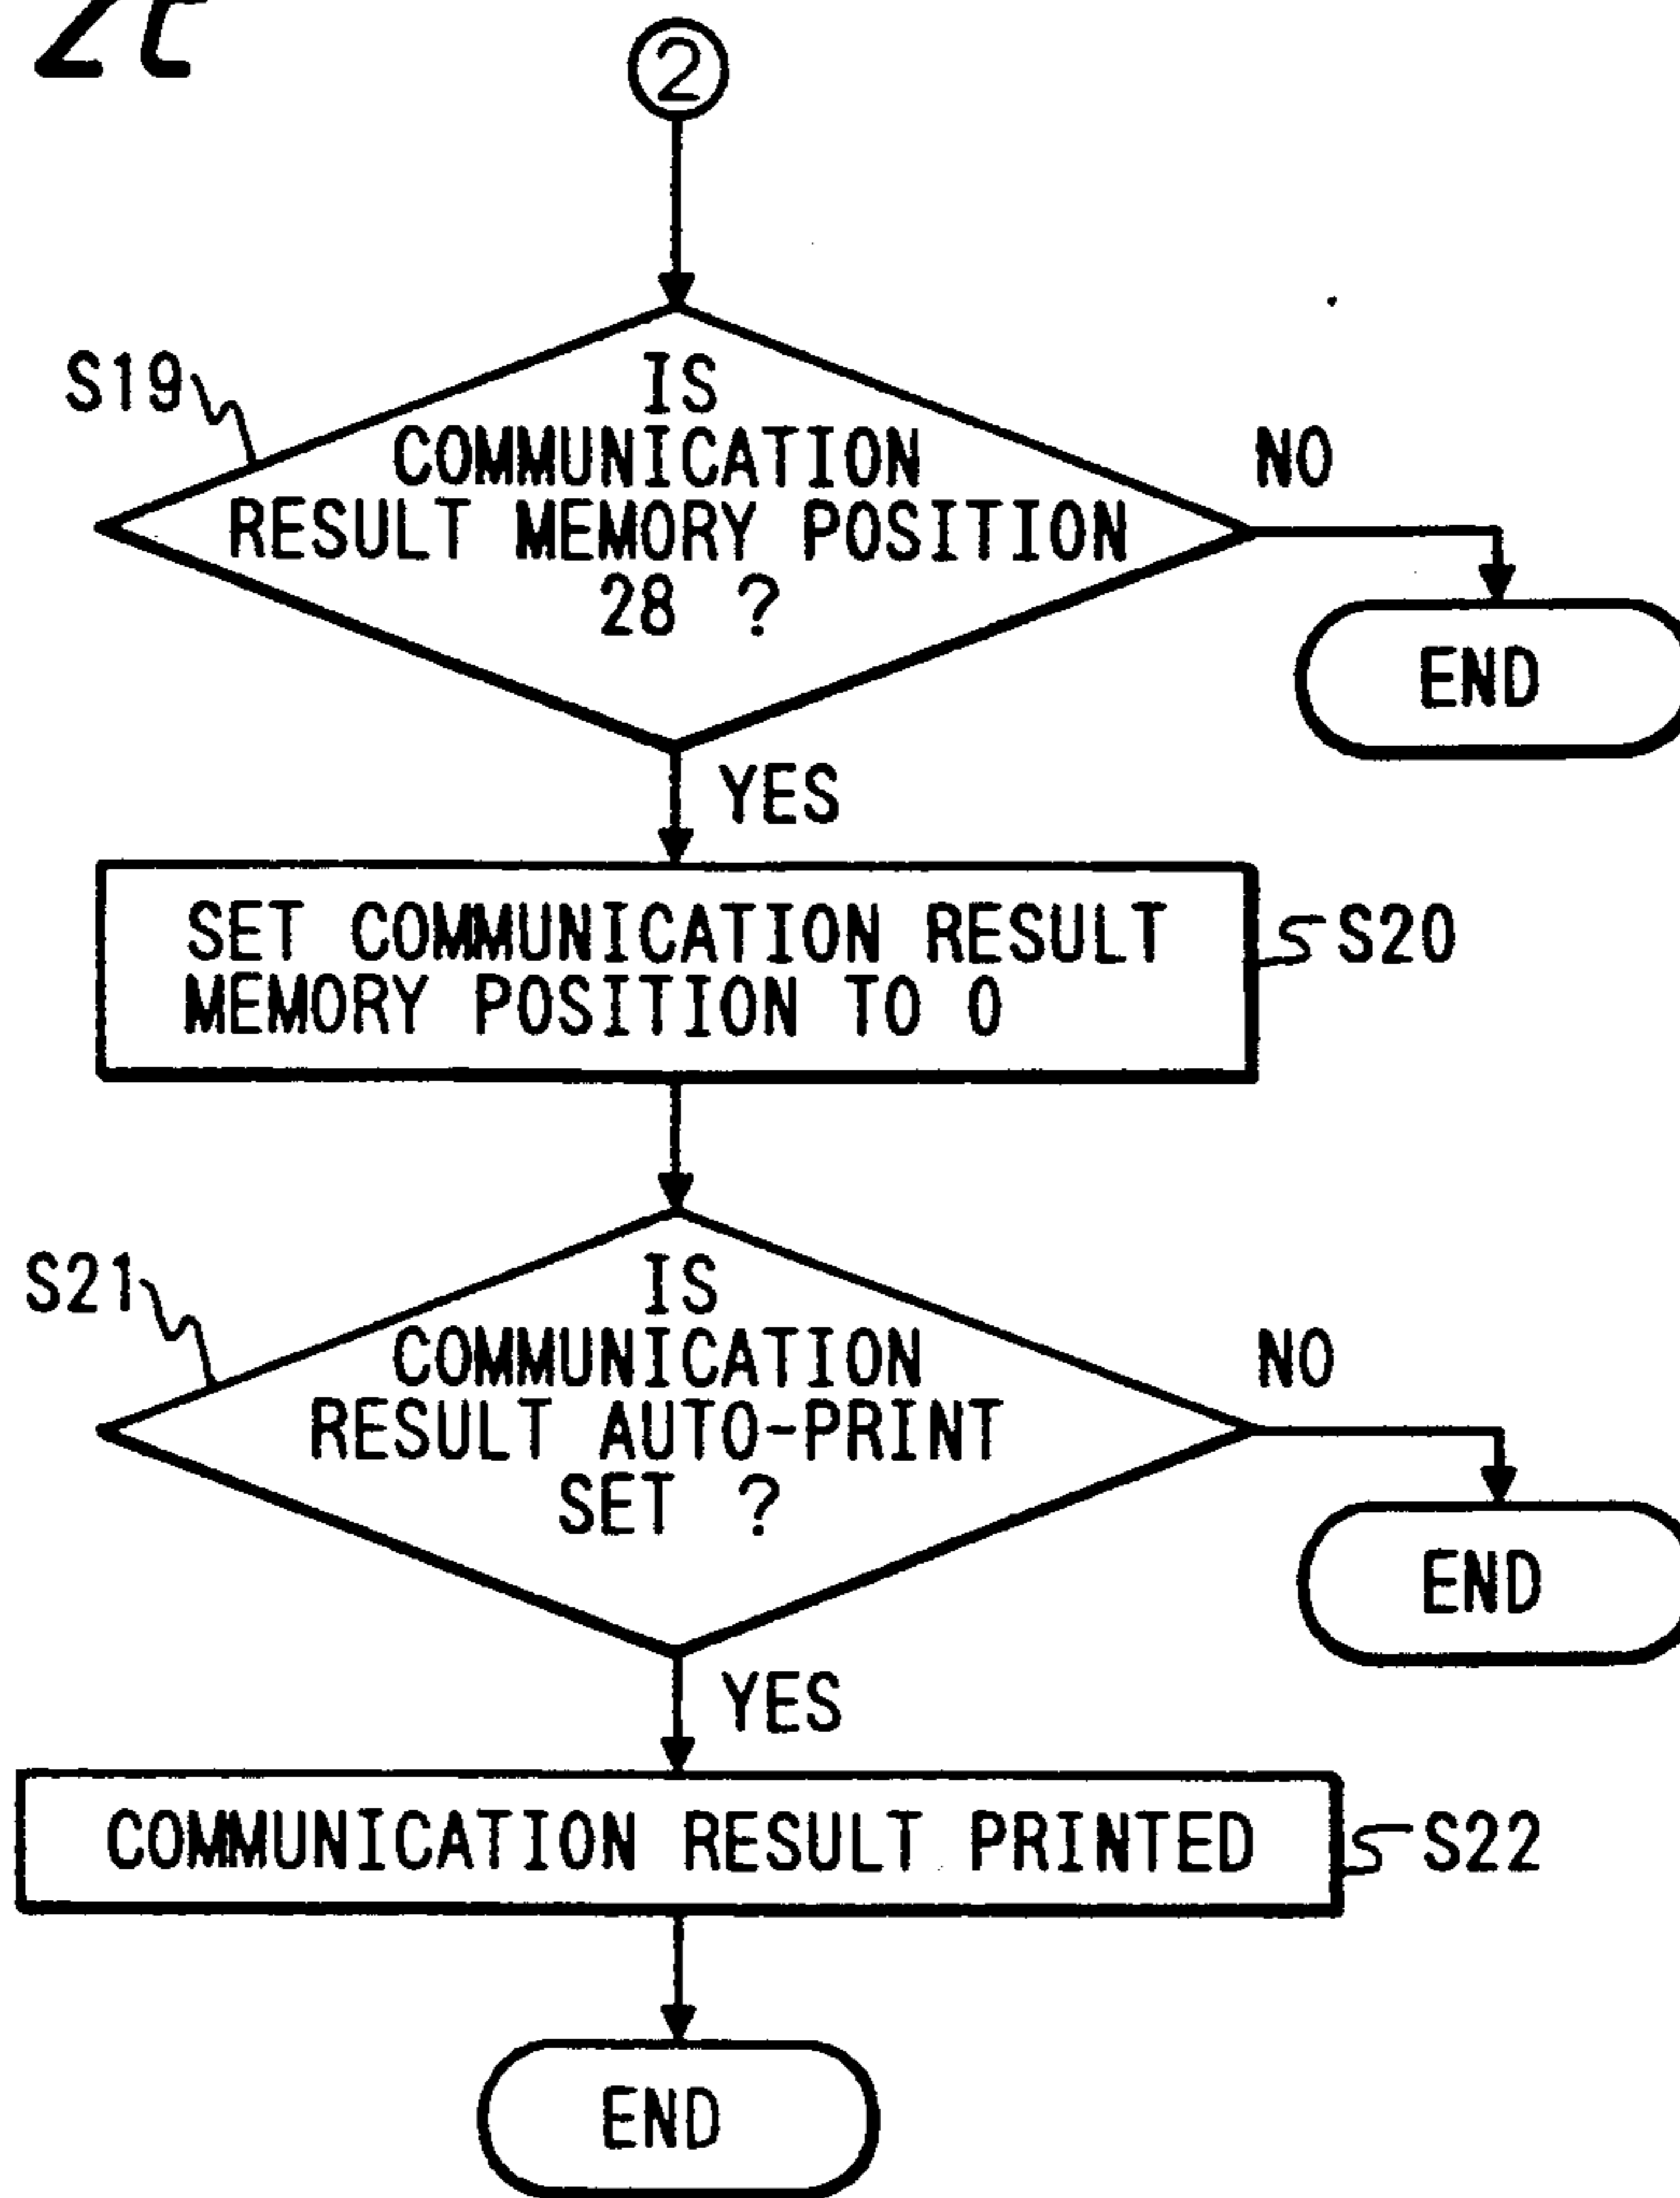 2
S19
IS
COMMUNICATION
RESULT MEMORY POSITION
28 ?
NO
END
YES
SET COMMUNICATION RESULT
MEMORY POSITION TO 0
S20
S21
IS
COMMUNICATION
RESULT AUTO-PRINT
SET ?
NO
END
YES
COMMUNICATION RESULT PRINTED
S22
END